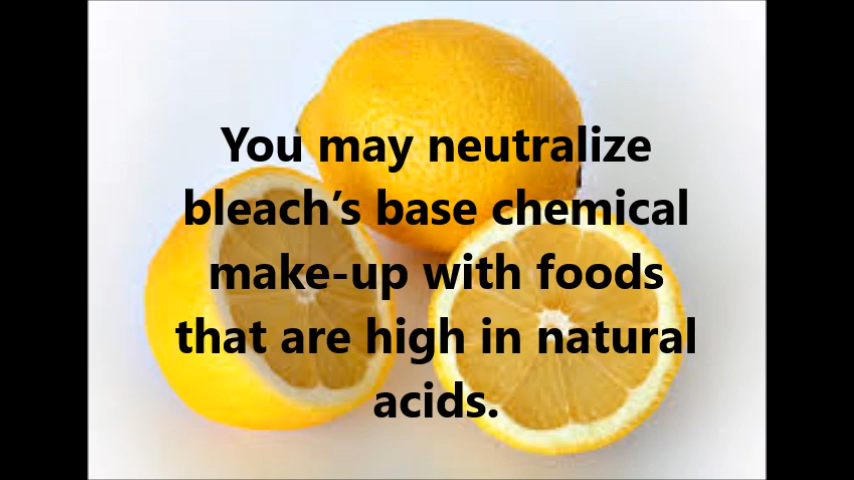 You may neutralize
bleach’s base chemical
make-up with foods
that are high in natural
acids.